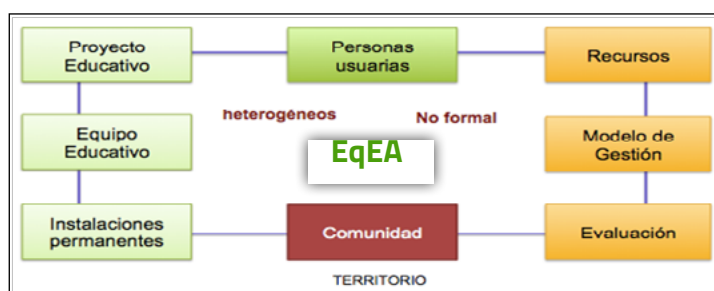 Proyecto
Educativo
Personas
usuarias
Recursos
heterogéneos
No formal
Equipo
Educativo
EqEA
Modelo de
Gestión
Instalaciones
permanentes
Comunidad
Evaluación
TERRITORIO